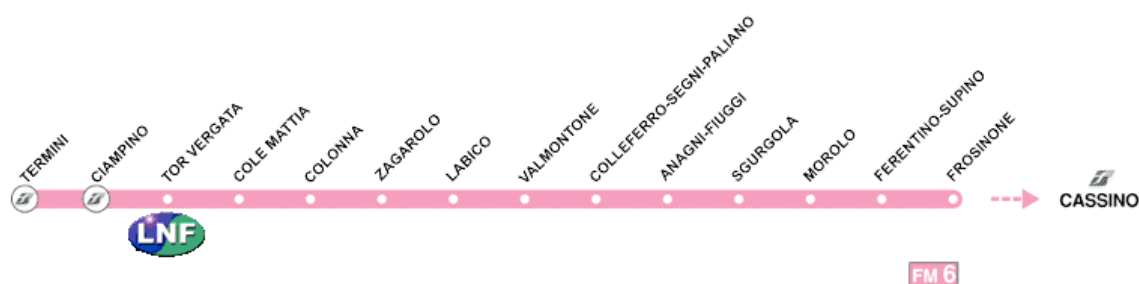 TERMINI
CIAMPINO
TOR VERGATA
COLE MATTIA
COLONNA
ZAGAROLO
LABICO
VALMONTONE
COLLEFERRO-SEGNI-PALIANO
ANAGNI-FIUGGI
SGURGOLA
MOROLO
FERENTINO-SUPINO
FROSINONE
CASSINO
LNF
FM 6